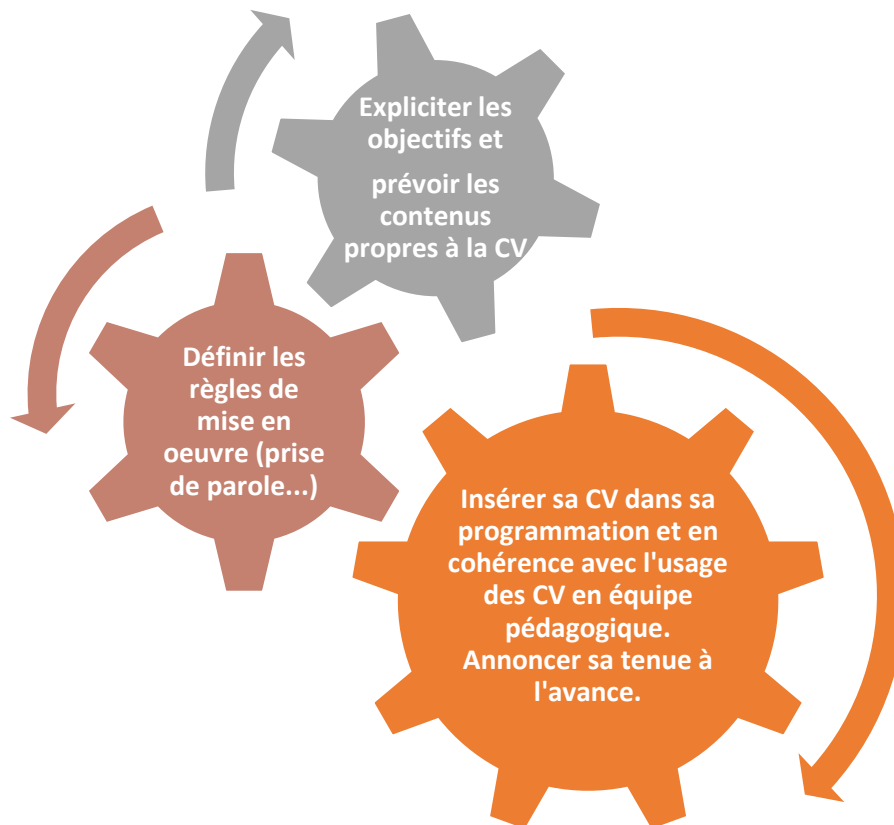 Expliciter les
objectifs et
prévoir les
contenus
propres à la CV
Définir les
règles de
mise en
oeuvre (prise
de parole...)
Insérer sa CV dans sa
programmation et en
cohérence avec l'usage
des CV en équipe
pédagogique.
Annoncer sa tenue à
l'avance.